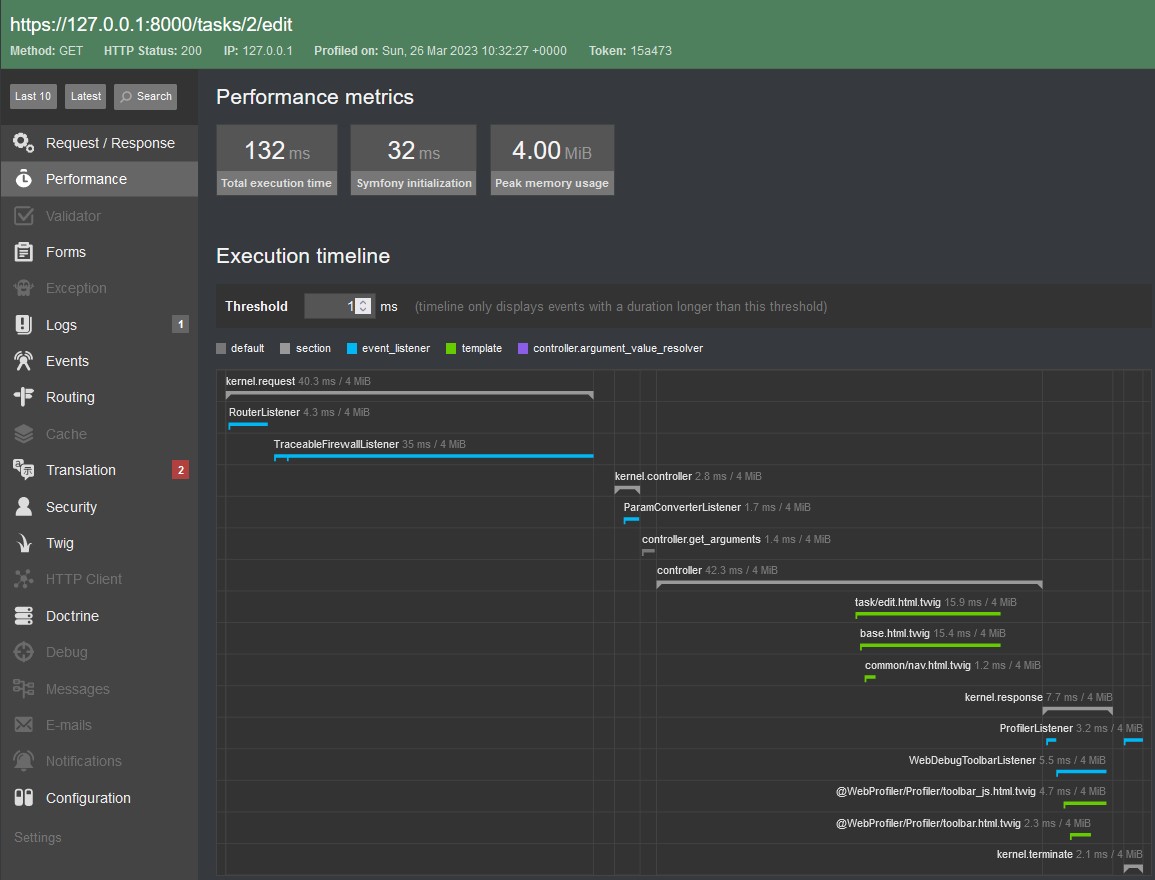 https://127.0.0.1:8000/tasks/2/edit
Method: GET HTTP Status: 200 IP: 127.0.0.1 Profiled on: Sun, 26 Mar 2023 10:32:27 +0000 Token: 15a473
Last 10 Latest Search
Request / Response
Performance
Validator
Forms
Exception
Logs 1
Events
Routing
Cache
Translation 2
Security
Twig
HTTP Client
Doctrine
Debug
Messages
E-mails
Notifications
Configuration
Settings
Performance metrics
132 ms
Total execution time
32 ms
Symfony initialization
4.00 MiB
Peak memory usage
Execution timeline
Threshold 1 ms (timeline only displays events with a duration longer than this threshold)
default section event_listener template controller.argument_value_resolver
kernel.request 40.3 ms / 4 MiB
RouterListener 4.3 ms / 4 MiB
TraceableFirewallListener 35 ms / 4 MiB
kernel.controller 2.8 ms / 4 MiB
ParamConverterListener 1.7 ms / 4 MiB
controller.get_arguments 1.4 ms / 4 MiB
controller 42.3 ms / 4 MiB
task/edit.html.twig 15.9 ms / 4 MiB
base.html.twig 15.4 ms / 4 MiB
common/nav.html.twig 1.2 ms / 4 MiB
kernel.response 7.7 ms / 4 MiB
ProfilerListener 3.2 ms / 4 MiB
WebDebugToolbarListener 5.5 ms / 4 MiB
@WebProfiler/Profiler/toolbar_js.html.twig 4.7 ms / 4 MiB
@WebProfiler/Profiler/toolbar.html.twig 2.3 ms / 4 MiB
kernel.terminate 2.1 ms / 4 MiB